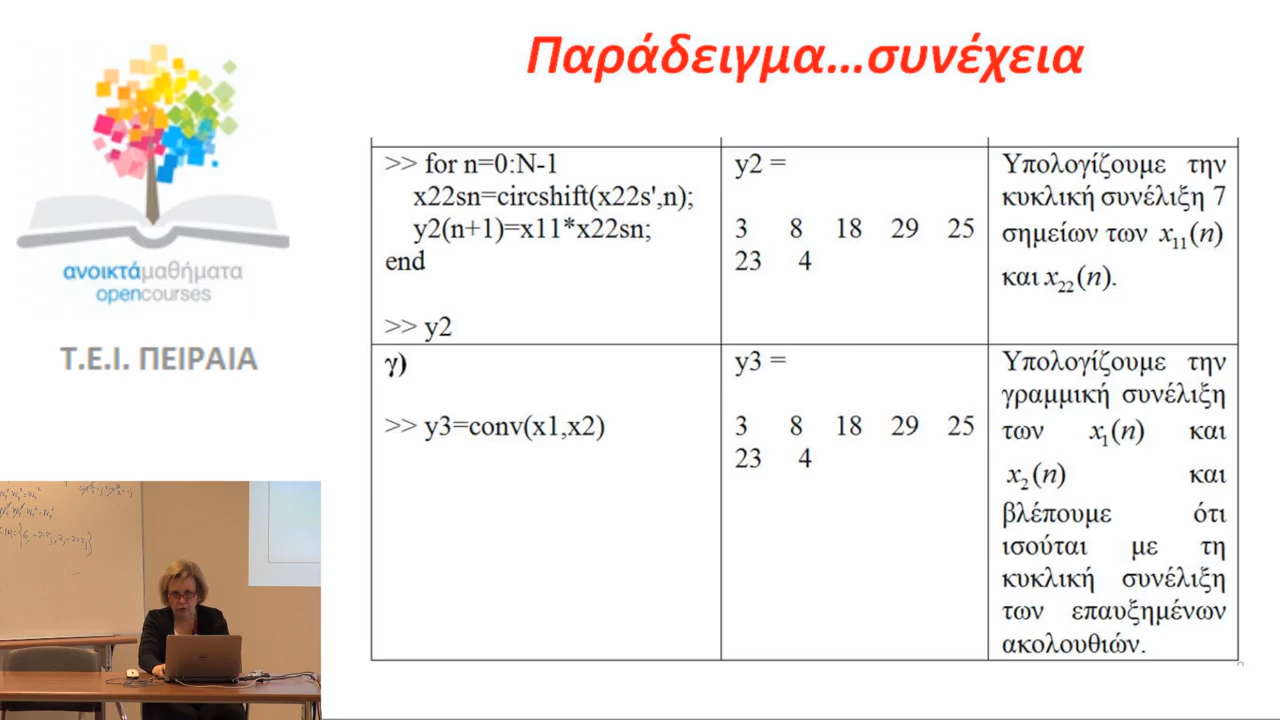 Παράδειγμα...συνέχεια
ανοικτάμαθήματα
opencourses
Τ.Ε.Ι. ΠΕΙΡΑΙΑ
>> for n=0:N-1
x22sn=circshift(x22s',n);
y2(n+1)=x11*x22sn;
end
>> y2
y2 =
3 8 18 29 25
23 4
Υπολογίζουμε την
κυκλική συνέλιξη 7
σημείων των x₁₁(n)
και x₂₂(n).
γ)
>> y3=conv(x1,x2)
y3 =
3 8 18 29 25
23 4
Υπολογίζουμε την
γραμμική συνέλιξη
των x₁(n) και
x₂(n) και
βλέπουμε ότι
ισούται με τη
κυκλική συνέλιξη
των επαυξημένων
ακολουθιών.